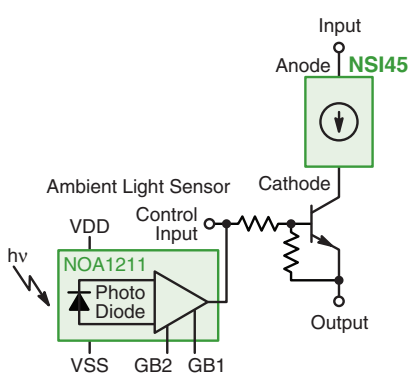 Input
Anode NSI45
Cathode
Ambient Light Sensor
Control
Input
VDD
hν
NOA1211
Photo
Diode
Output
VSS GB2 GB1